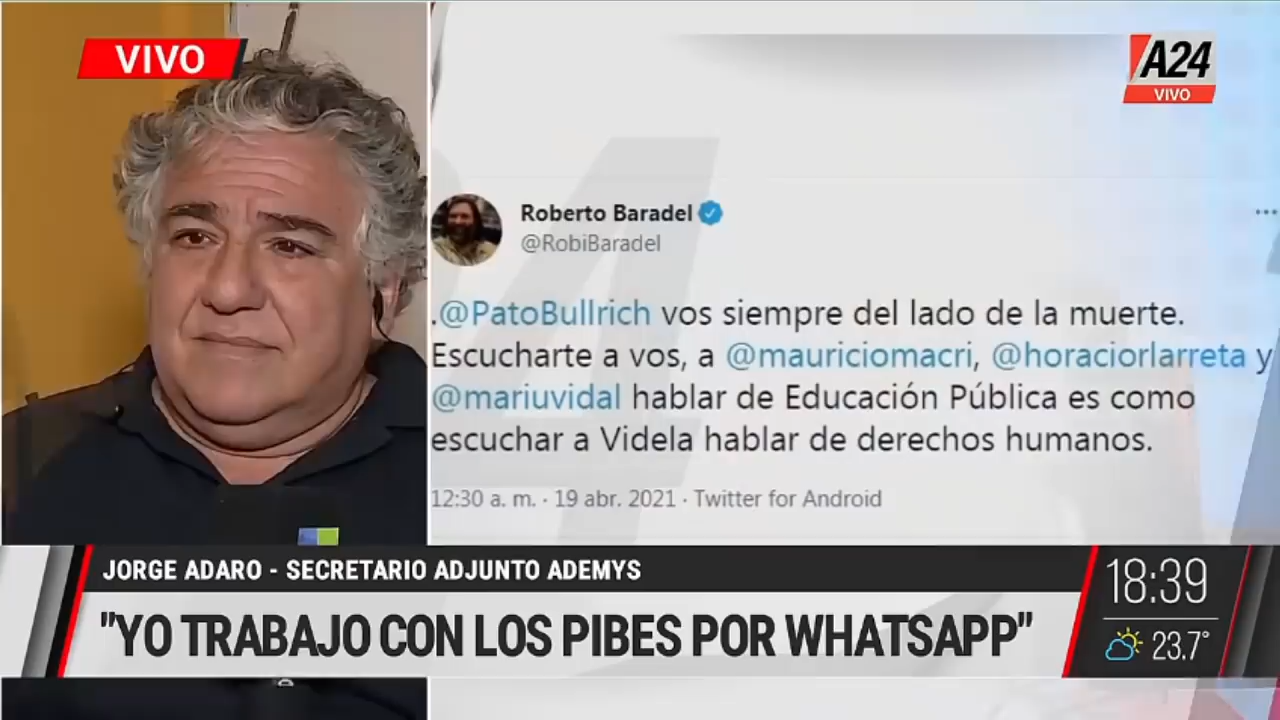 VIVO
A24
VIVO
Roberto Baradel
@RobiBaradel
.@PatoBullrich vos siempre del lado de la muerte.
Escucharte a vos, a @mauriciomacri, @horaciorlarreta y
@mariuvidal hablar de Educación Pública es como
escuchar a Videla hablar de derechos humanos.
12:30 a. m. · 19 abr. 2021 · Twitter for Android
JORGE ADARO - SECRETARIO ADJUNTO ADEMYS
18:39
"YO TRABAJO CON LOS PIBES POR WHATSAPP"
23.7°